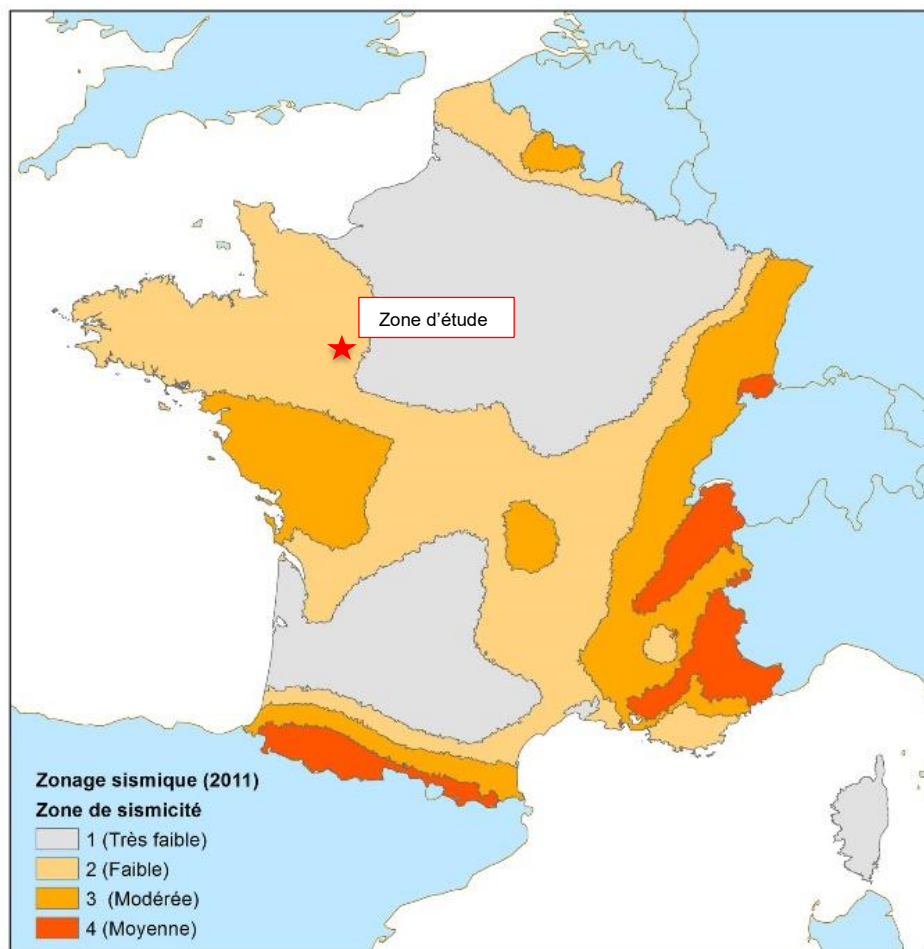 Zone d'étude
Zonage sismique (2011)
Zone de sismicité
1 (Très faible)
2 (Faible)
3 (Modérée)
4 (Moyenne)